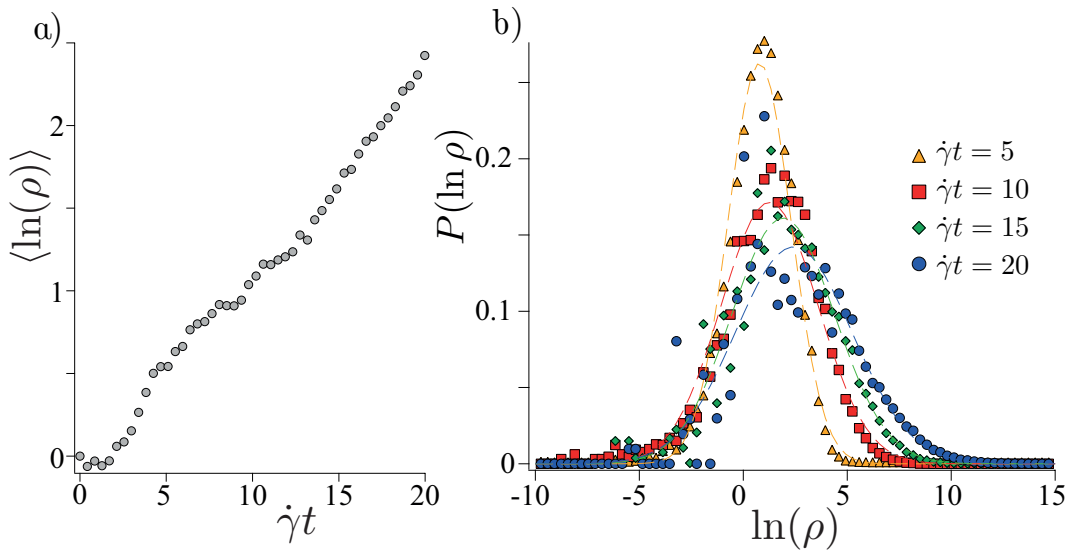 a)
⟨ln(ρ)⟩
2
1
0
0 5 10 15 20
γ̇t
b)
P(ln ρ)
0.2
0.1
0
-10 -5 0 5 10 15
ln(ρ)
γ̇t = 5
γ̇t = 10
γ̇t = 15
γ̇t = 20